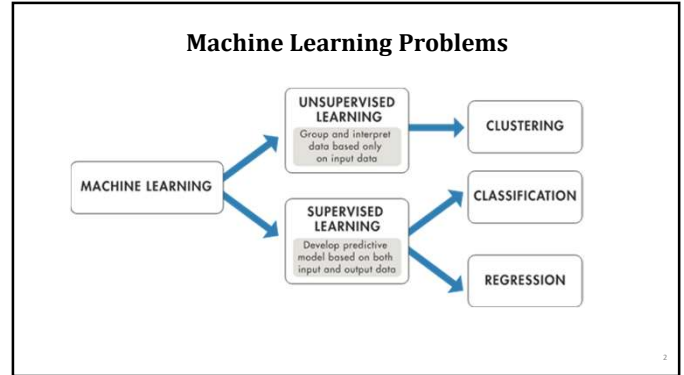 Machine Learning Problems
UNSUPERVISED
LEARNING
Group and interpret
data based only
on input data
CLUSTERING
MACHINE LEARNING
CLASSIFICATION
SUPERVISED
LEARNING
Develop predictive
model based on both
input and output data
REGRESSION
2